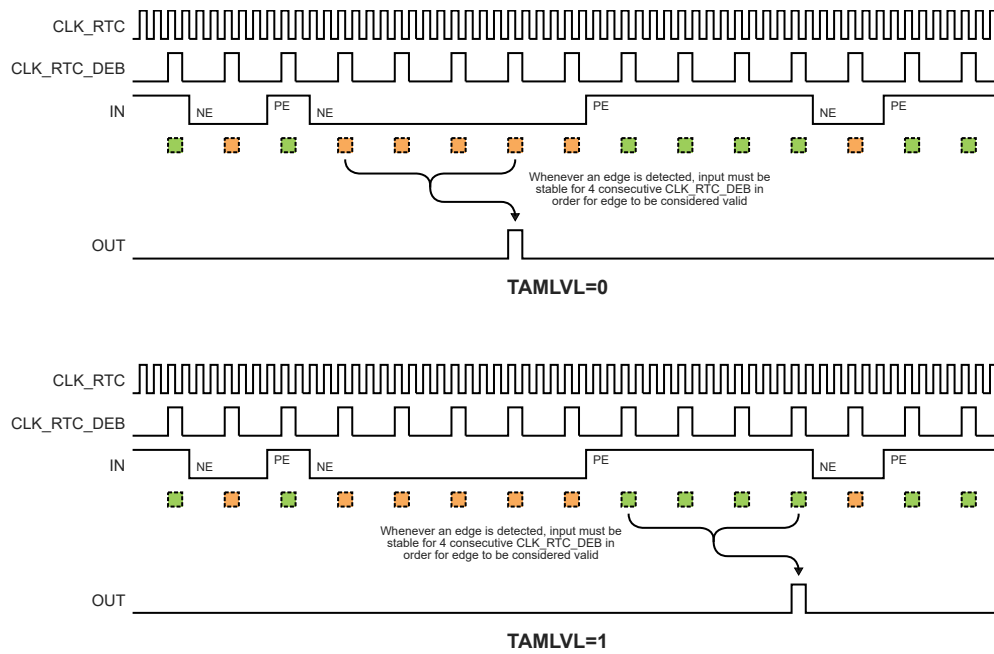 CLK_RTC
CLK_RTC_DEB
IN
NE
PE
NE
PE
NE
PE
Whenever an edge is detected, input must be
stable for 4 consecutive CLK_RTC_DEB in
order for edge to be considered valid
OUT
TAMLVL=0
CLK_RTC
CLK_RTC_DEB
IN
NE
PE
NE
PE
NE
PE
Whenever an edge is detected, input must be
stable for 4 consecutive CLK_RTC_DEB in
order for edge to be considered valid
OUT
TAMLVL=1